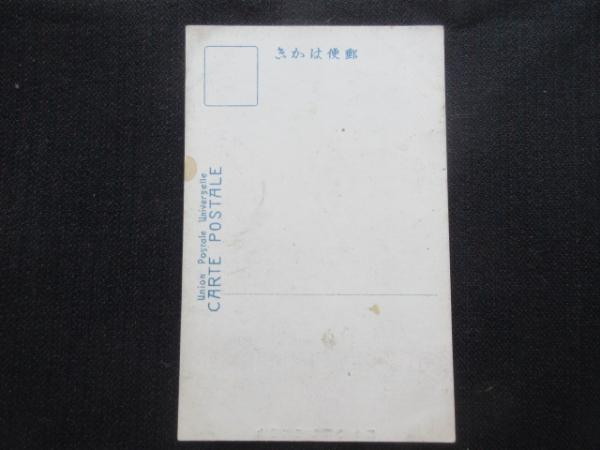 きかは便郵
Union Postale Universelle
CARTE POSTALE